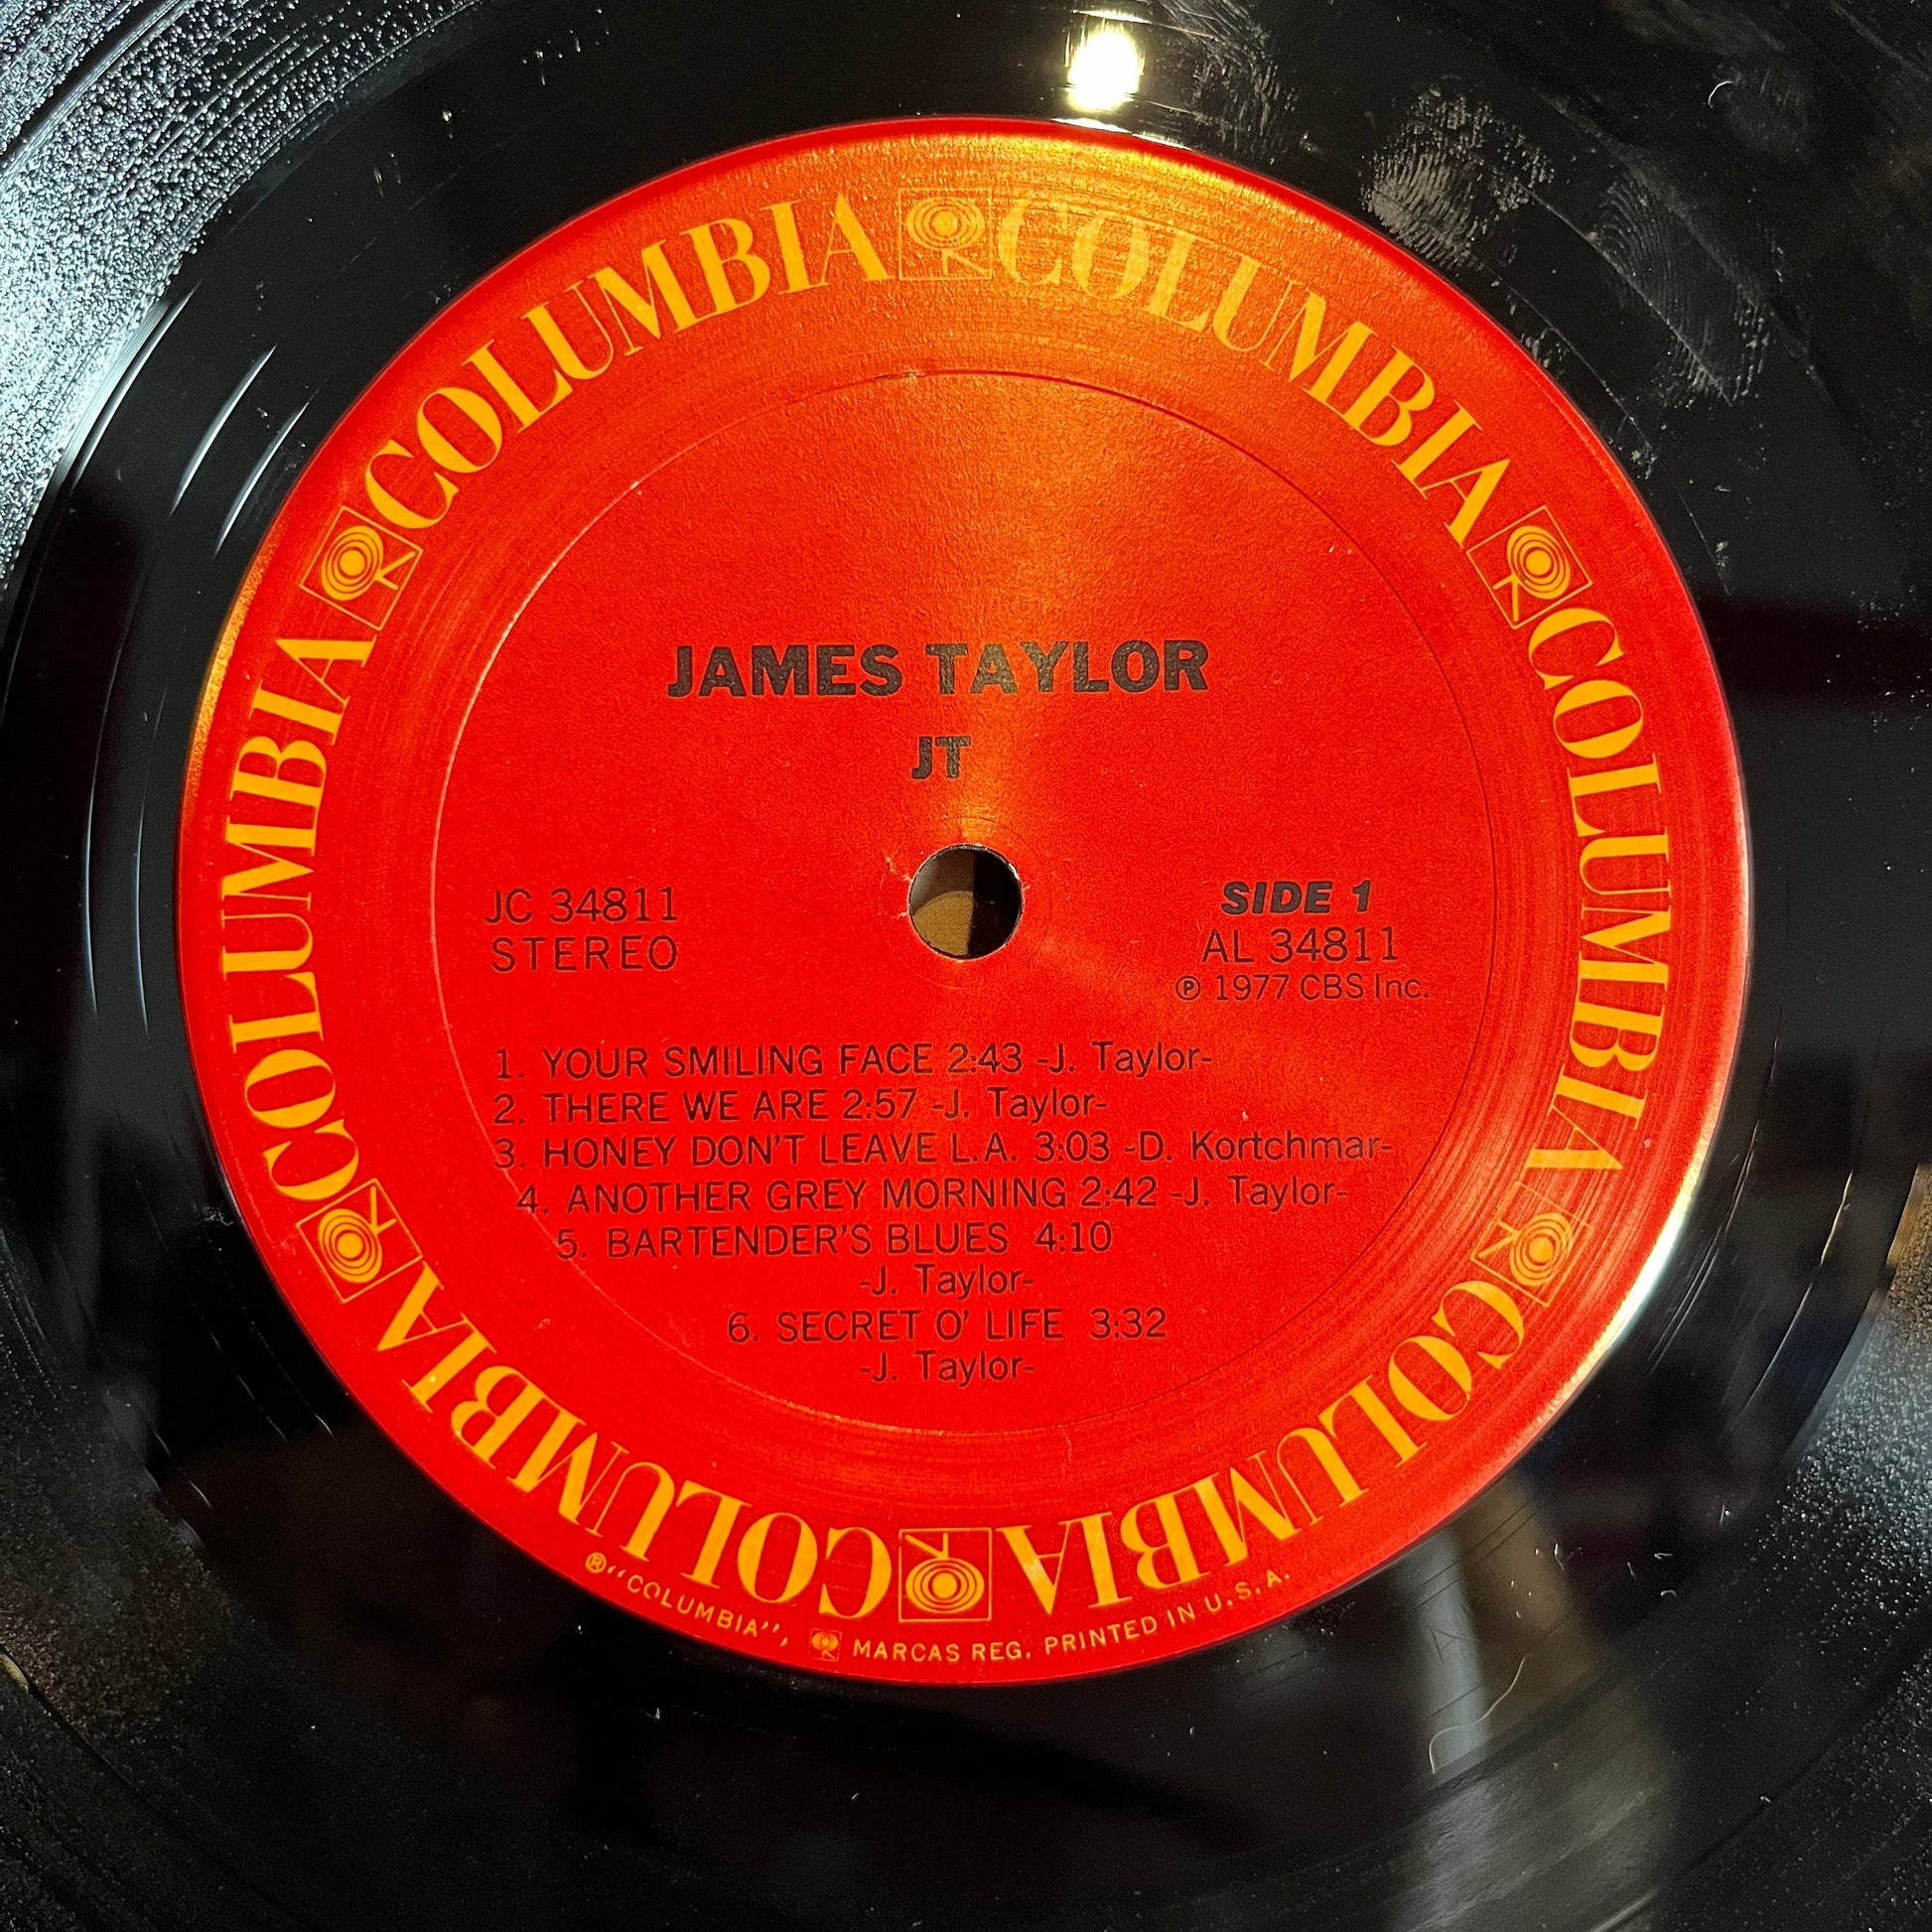 COLUMBIA COLUMBIA COLUMBIA COLUMBIA COLUMBIA COLUMBIA
JAMES TAYLOR
JT
JC 34811
STEREO
SIDE 1
AL 34811
Ⓟ 1977 CBS Inc.
1. YOUR SMILING FACE 2:43 -J. Taylor-
2. THERE WE ARE 2:57 -J. Taylor-
3. HONEY DON'T LEAVE L.A. 3:03 -D. Kortchmar-
4. ANOTHER GREY MORNING 2:42 -J. Taylor-
5. BARTENDER'S BLUES 4:10
-J. Taylor-
6. SECRET O' LIFE 3:32
-J. Taylor-
® "COLUMBIA", MARCAS REG. PRINTED IN U.S.A.